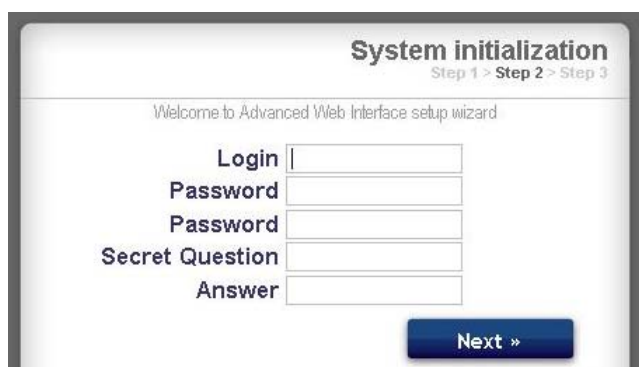 System initialization
Step 1 > Step 2 > Step 3
Welcome to Advanced Web Interface setup wizard
Login
Password
Password
Secret Question
Answer
Next »